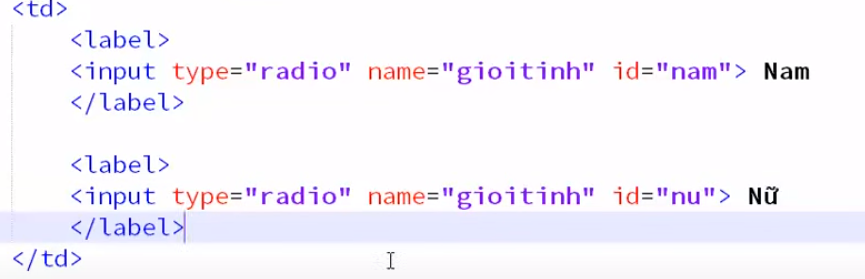 <td>
<label>
<input type="radio" name="gioitinh" id="nam"> Nam
</label>
<label>
<input type="radio" name="gioitinh" id="nu"> Nữ
</label>
</td>